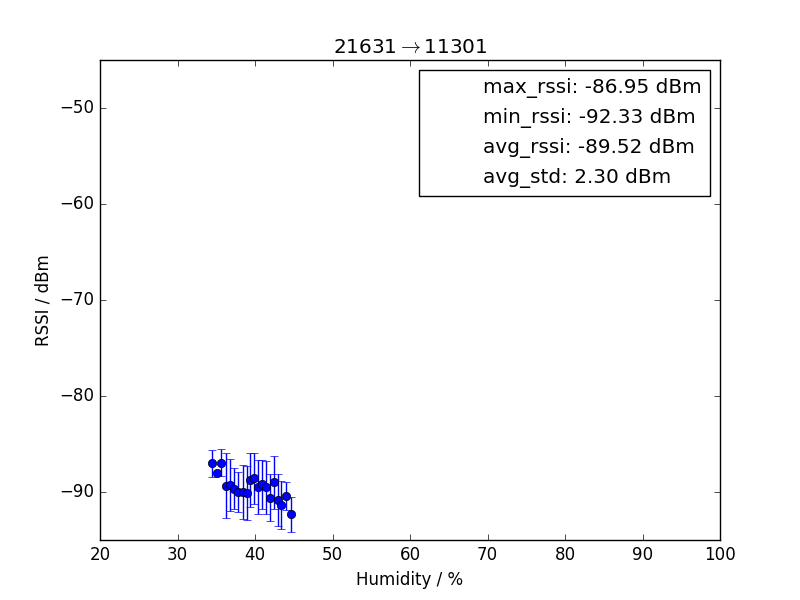 21631→11301
max_rssi: -86.95 dBm
min_rssi: -92.33 dBm
avg_rssi: -89.52 dBm
avg_std: 2.30 dBm
RSSI / dBm
−50
−60
−70
−80
−90
20 30 40 50 60 70 80 90 100
Humidity / %